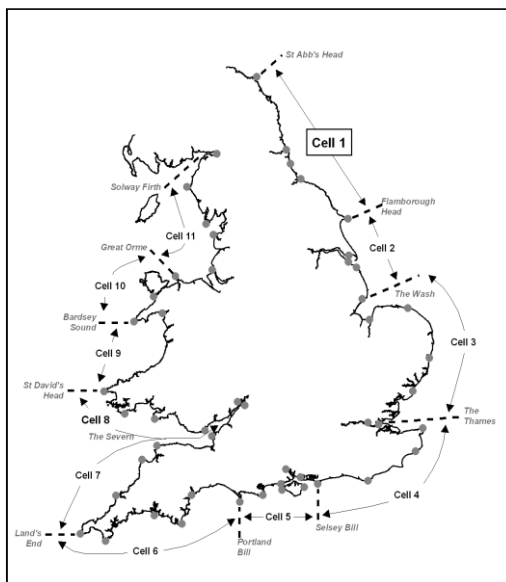 St Abb's Head
Cell 1
Solway Firth
Flamborough
Head
Cell 11
Cell 2
Great Orme
Cell 10
The Wash
Bardsey
Sound
Cell 3
Cell 9
St David's
Head
The
Thames
Cell 8
The Severn
Cell 7
Cell 4
Cell 5
Selsey Bill
Land's
End
Portland
Bill
Cell 6